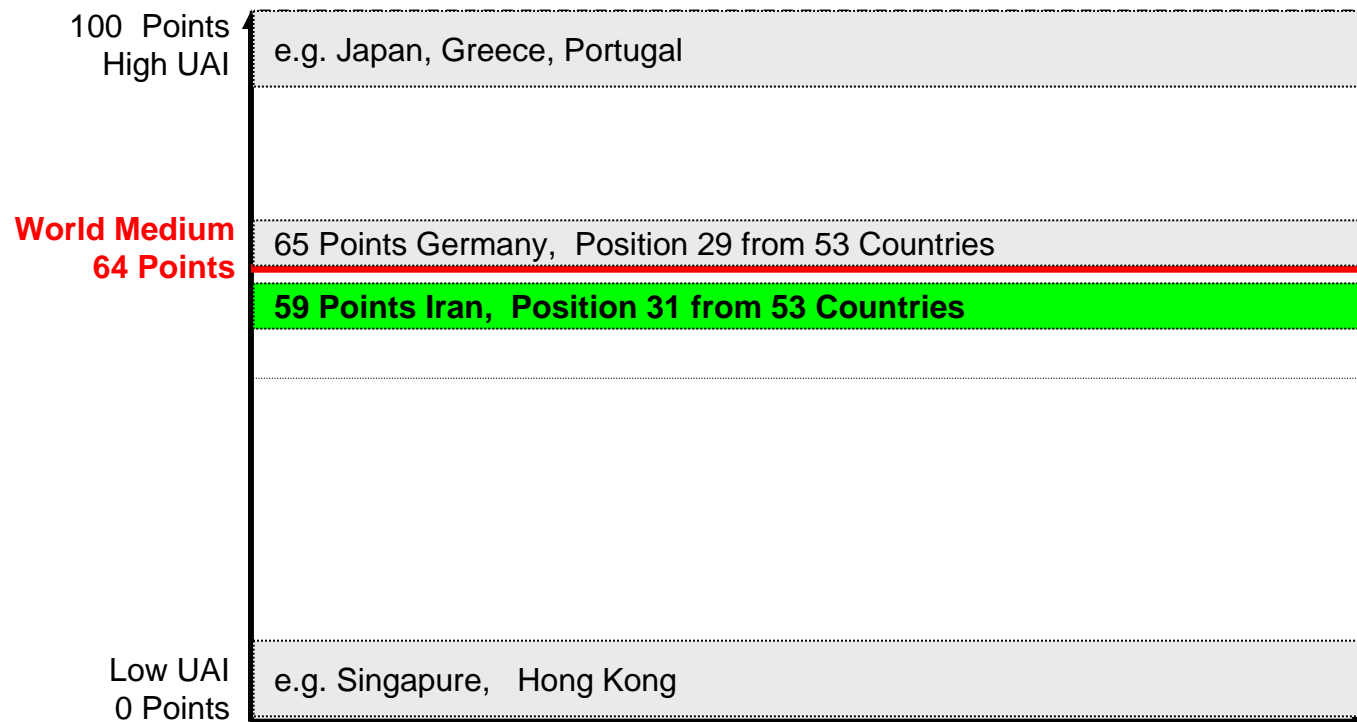 100 Points
High UAI
e.g. Japan, Greece, Portugal
World Medium
64 Points
65 Points Germany, Position 29 from 53 Countries
59 Points Iran, Position 31 from 53 Countries
Low UAI
0 Points
e.g. Singapure, Hong Kong